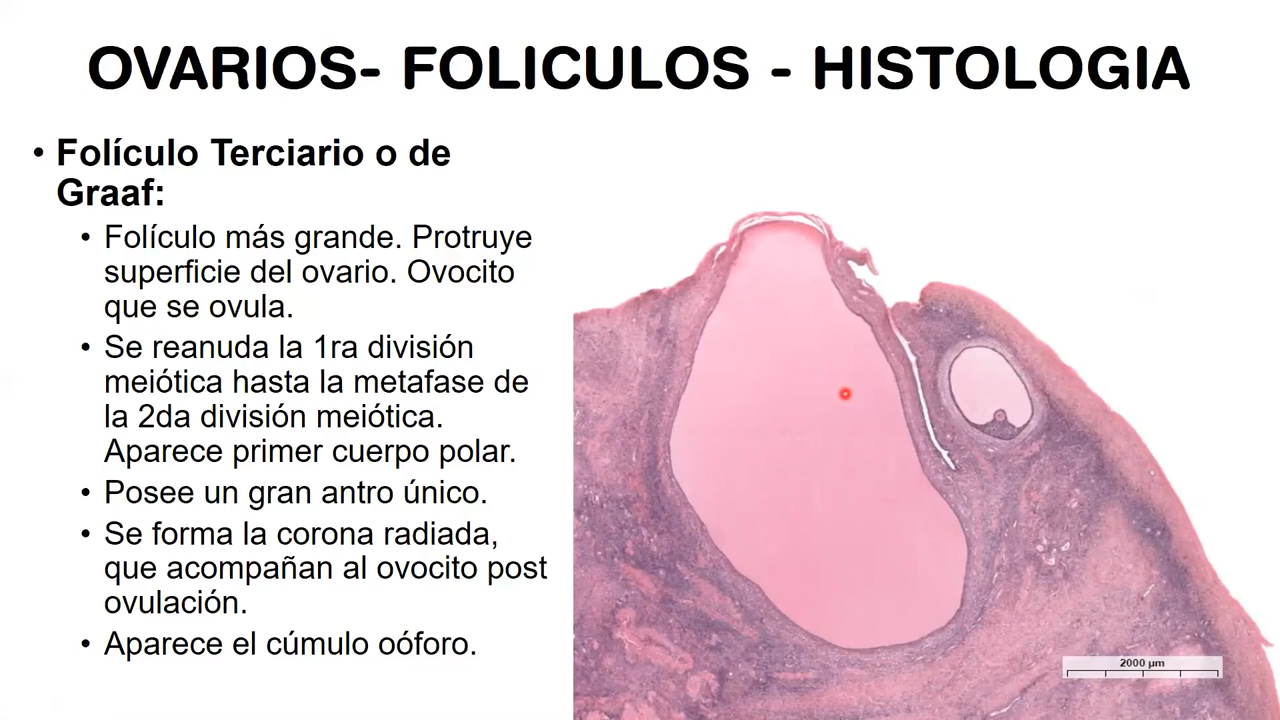 OVARIOS- FOLICULOS - HISTOLOGIA
• Folículo Terciario o de
Graaf:
• Folículo más grande. Protruye
superficie del ovario. Ovocito
que se ovula.
• Se reanuda la 1ra división
meiótica hasta la metafase de
la 2da división meiótica.
Aparece primer cuerpo polar.
• Posee un gran antro único.
• Se forma la corona radiada,
que acompañan al ovocito post
ovulación.
• Aparece el cúmulo oóforo.
2000 µm